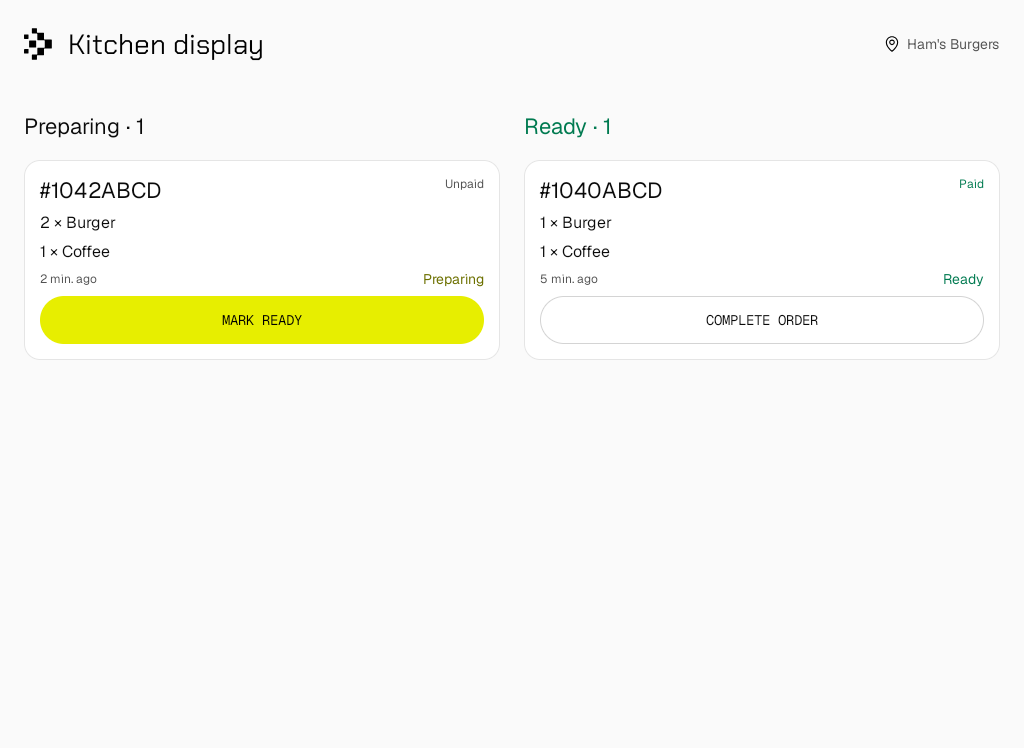 Kitchen display
Ham's Burgers
Preparing · 1
#1042ABCD
Unpaid
2 × Burger
1 × Coffee
2 min. ago
Preparing
MARK READY
Ready · 1
#1040ABCD
Paid
1 × Burger
1 × Coffee
5 min. ago
Ready
COMPLETE ORDER